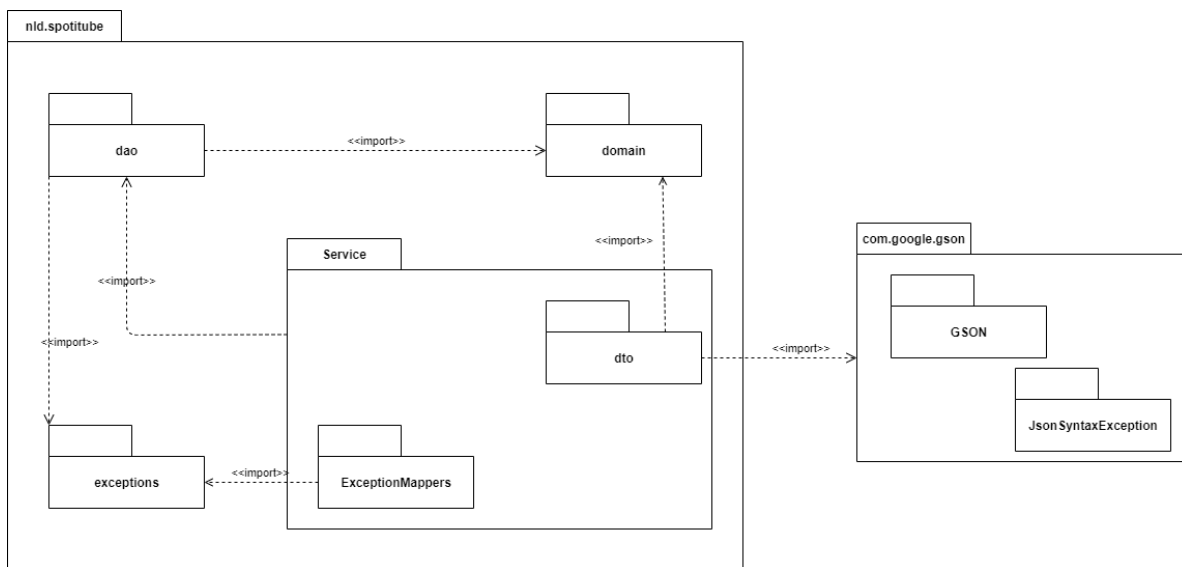 nld.spotitube
dao
<<import>>
domain
<<import>>
Service
<<import>>
com.google.gson
GSON
dto
<<import>>
<<import>>
JsonSyntaxException
exceptions
<<import>>
ExceptionMappers